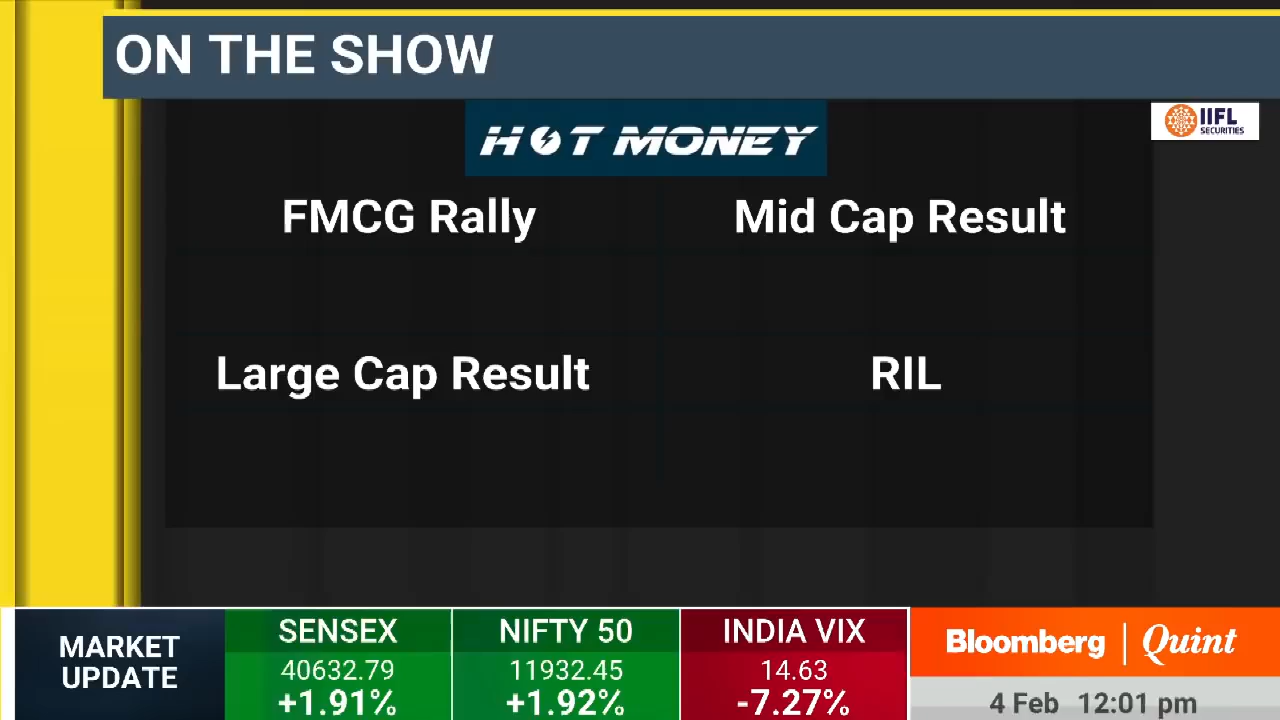 ON THE SHOW
HOT MONEY
IIFL
SECURITIES
FMCG Rally
Mid Cap Result
Large Cap Result
RIL
MARKET
UPDATE
SENSEX
40632.79
+1.91%
NIFTY 50
11932.45
+1.92%
INDIA VIX
14.63
-7.27%
Bloomberg | Quint
4 Feb 12:01 pm